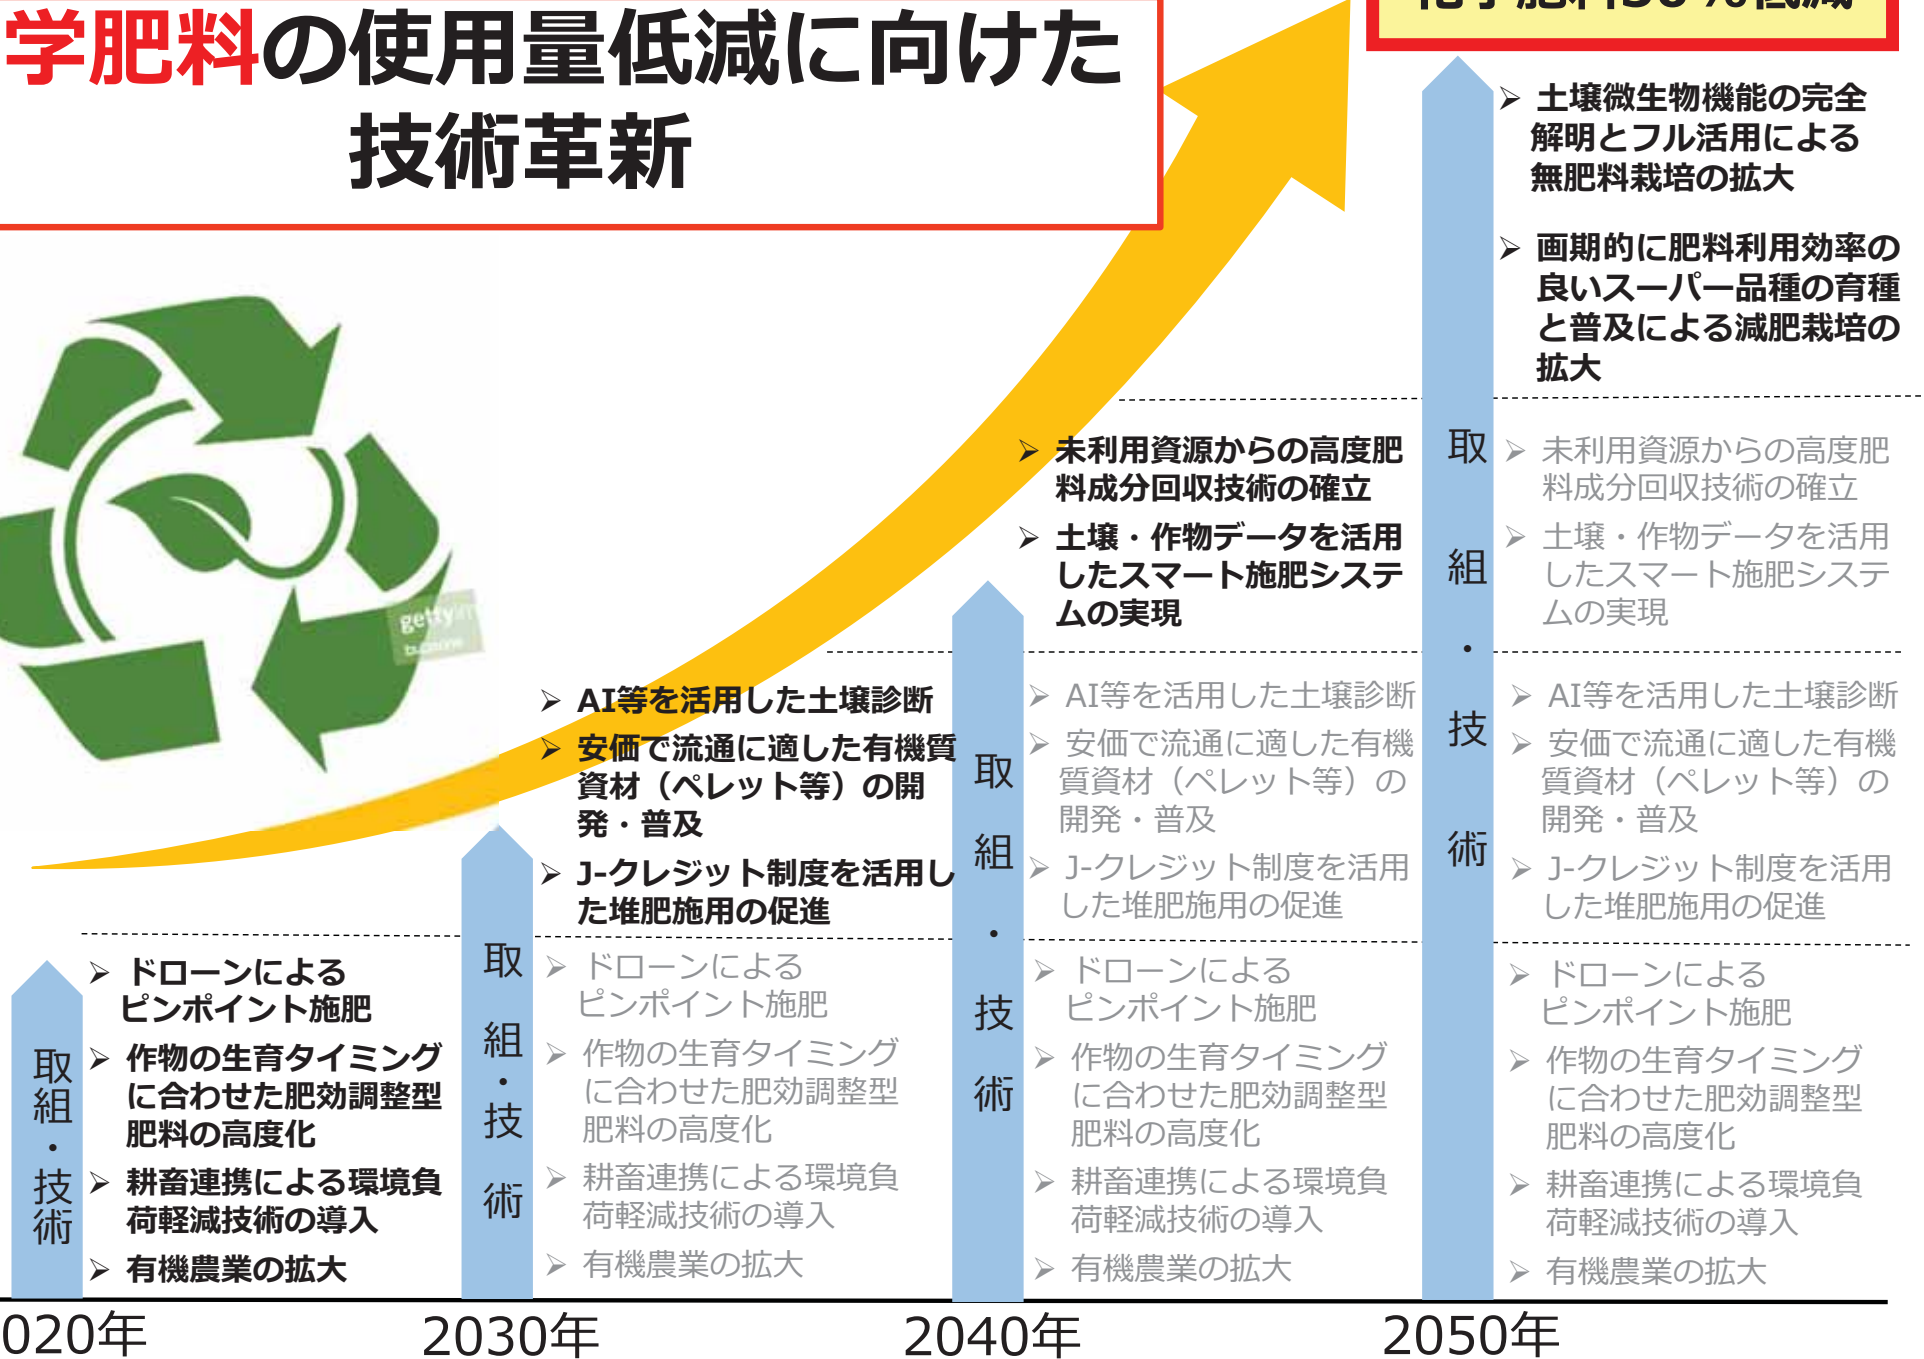 学肥料の使用量低減に向けた
技術革新
➢ 土壌微生物機能の完全
解明とフル活用による
無肥料栽培の拡大
➢ 画期的に肥料利用効率の
良いスーパー品種の育種
と普及による減肥栽培の
拡大
➢ 未利用資源からの高度肥
料成分回収技術の確立
➢ 土壌・作物データを活用
したスマート施肥システ
ムの実現
➢ 未利用資源からの高度肥
料成分回収技術の確立
➢ 土壌・作物データを活用
したスマート施肥システ
ムの実現
➢ AI等を活用した土壌診断
➢ 安価で流通に適した有機質
資材（ペレット等）の開
発・普及
➢ J-クレジット制度を活用し
た堆肥施用の促進
➢ AI等を活用した土壌診断
➢ 安価で流通に適した有機
質資材（ペレット等）の
開発・普及
➢ J-クレジット制度を活用
した堆肥施用の促進
➢ AI等を活用した土壌診断
➢ 安価で流通に適した有機
質資材（ペレット等）の
開発・普及
➢ J-クレジット制度を活用
した堆肥施用の促進
取組・技術
➢ ドローンによる
ピンポイント施肥
➢ 作物の生育タイミング
に合わせた肥効調整型
肥料の高度化
➢ 耕畜連携による環境負
荷軽減技術の導入
➢ 有機農業の拡大
取組・技術
➢ ドローンによる
ピンポイント施肥
➢ 作物の生育タイミング
に合わせた肥効調整型
肥料の高度化
➢ 耕畜連携による環境負
荷軽減技術の導入
➢ 有機農業の拡大
取組・技術
➢ ドローンによる
ピンポイント施肥
➢ 作物の生育タイミング
に合わせた肥効調整型
肥料の高度化
➢ 耕畜連携による環境負
荷軽減技術の導入
➢ 有機農業の拡大
取組・技術
➢ ドローンによる
ピンポイント施肥
➢ 作物の生育タイミング
に合わせた肥効調整型
肥料の高度化
➢ 耕畜連携による環境負
荷軽減技術の導入
➢ 有機農業の拡大
020年
2030年
2040年
2050年